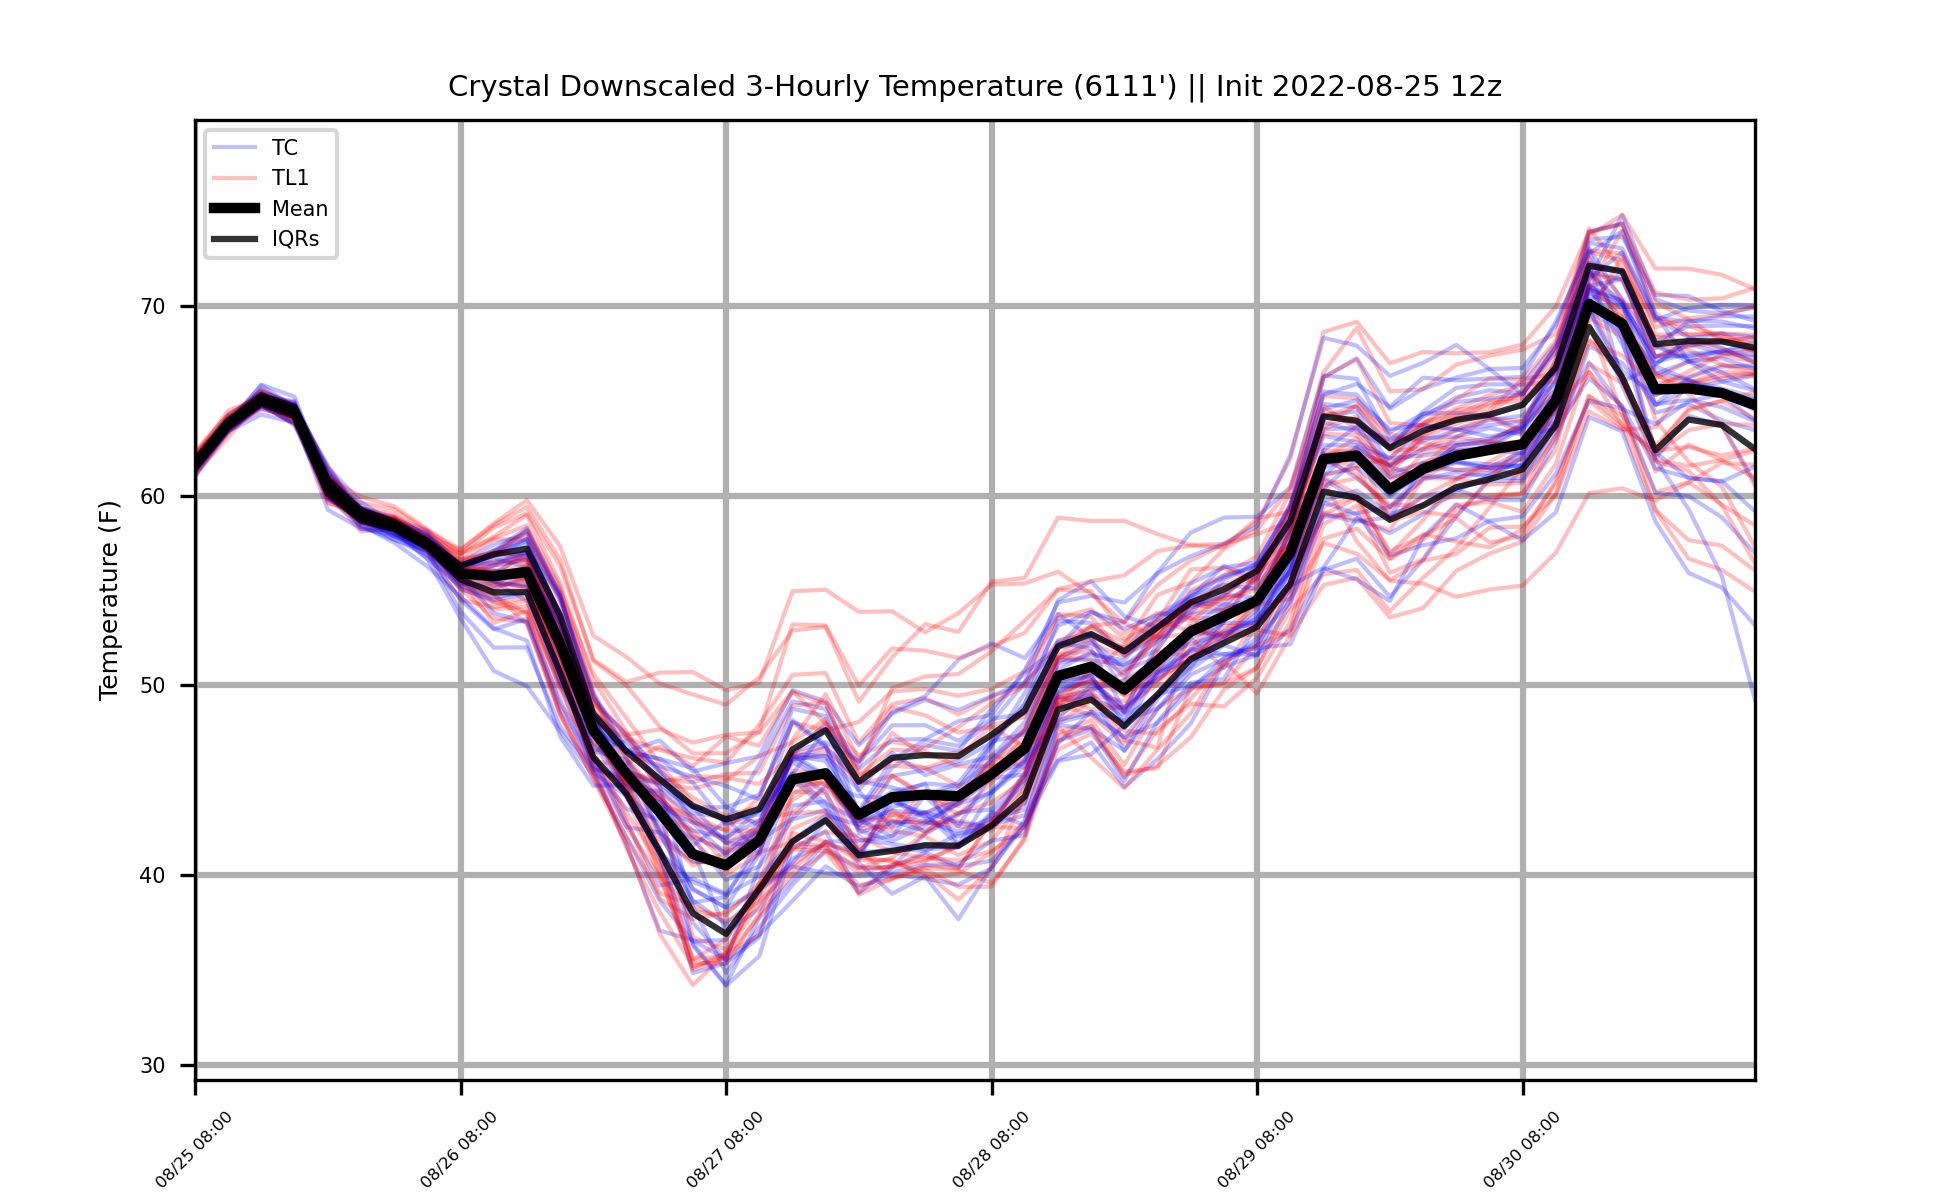 Crystal Downscaled 3-Hourly Temperature (6111') || Init 2022-08-25 12z
TC
TL1
Mean
IQRs
Temperature (F)
70
60
50
40
30
08/25 08:00
08/26 08:00
08/27 08:00
08/28 08:00
08/29 08:00
08/30 08:00